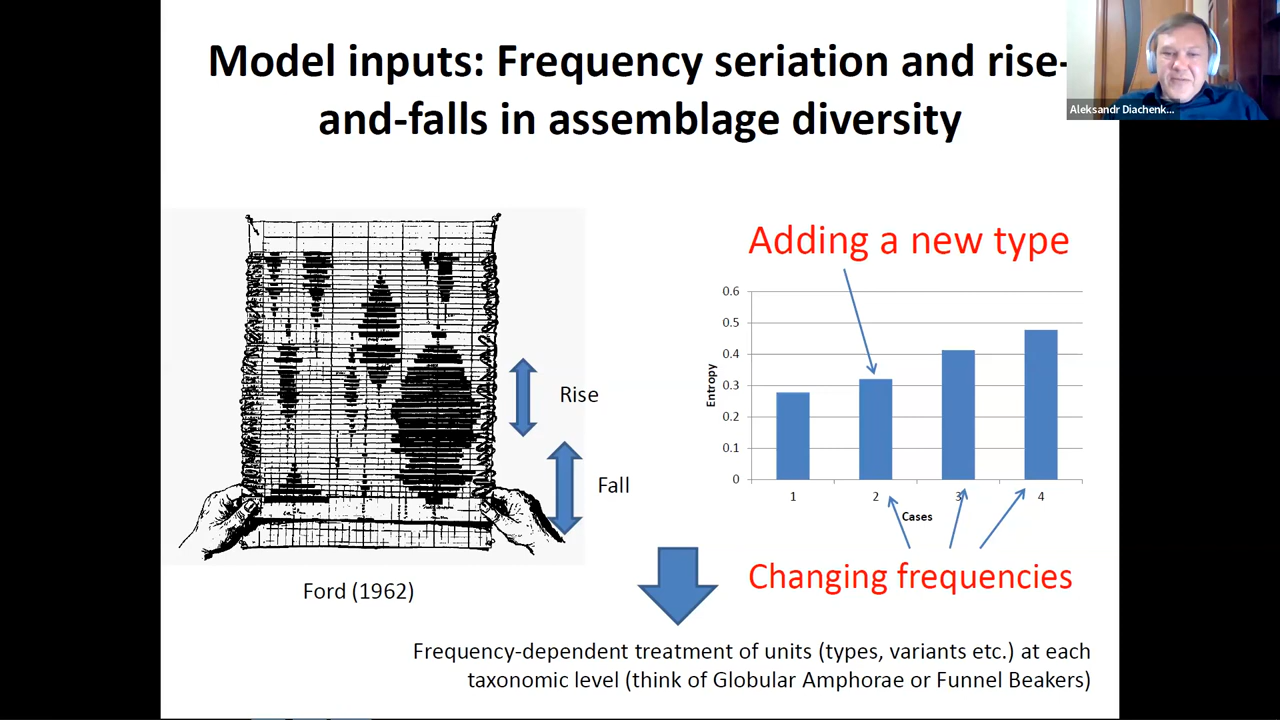 Model inputs: Frequency seriation and rise-
and-falls in assemblage diversity
Aleksandr Diachenk...
Adding a new type
0.6
0.5
0.4
0.3
0.2
0.1
0
Entropy
1
2
3
4
Cases
Changing frequencies
Rise
Fall
Ford (1962)
Frequency-dependent treatment of units (types, variants etc.) at each
taxonomic level (think of Globular Amphorae or Funnel Beakers)